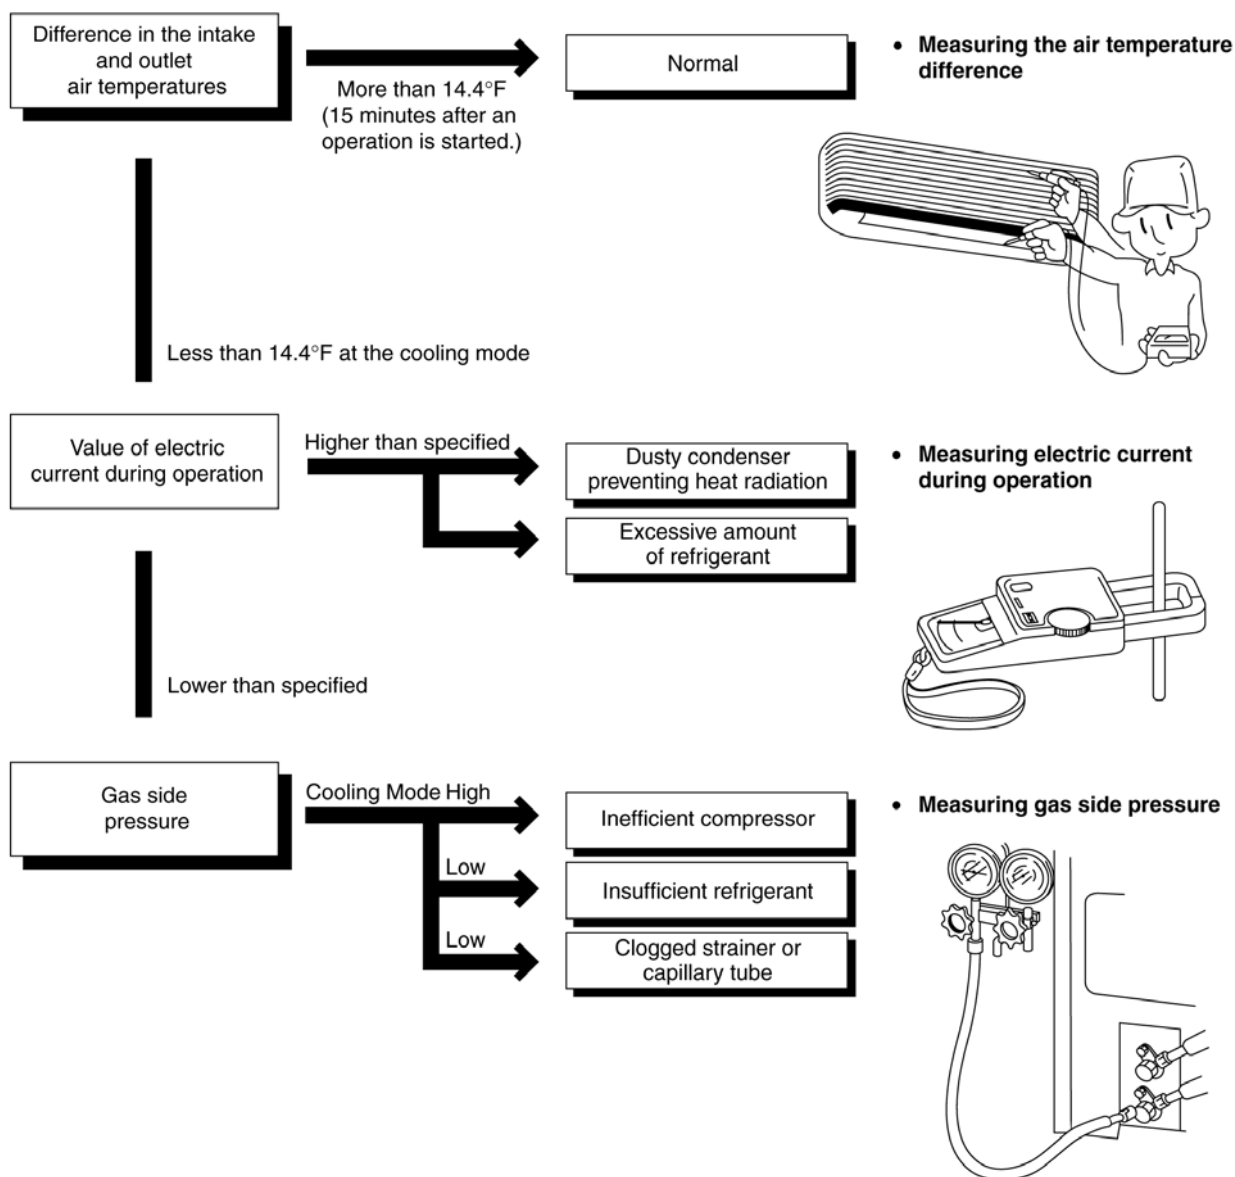 Difference in the intake
and outlet
air temperatures
More than 14.4°F
(15 minutes after an
operation is started.)
Normal
• Measuring the air temperature
difference
Less than 14.4°F at the cooling mode
Value of electric
current during operation
Higher than specified
Dusty condenser
preventing heat radiation
Excessive amount
of refrigerant
• Measuring electric current
during operation
Lower than specified
Gas side
pressure
Cooling Mode High
Inefficient compressor
Low
Insufficient refrigerant
Low
Clogged strainer or
capillary tube
• Measuring gas side pressure